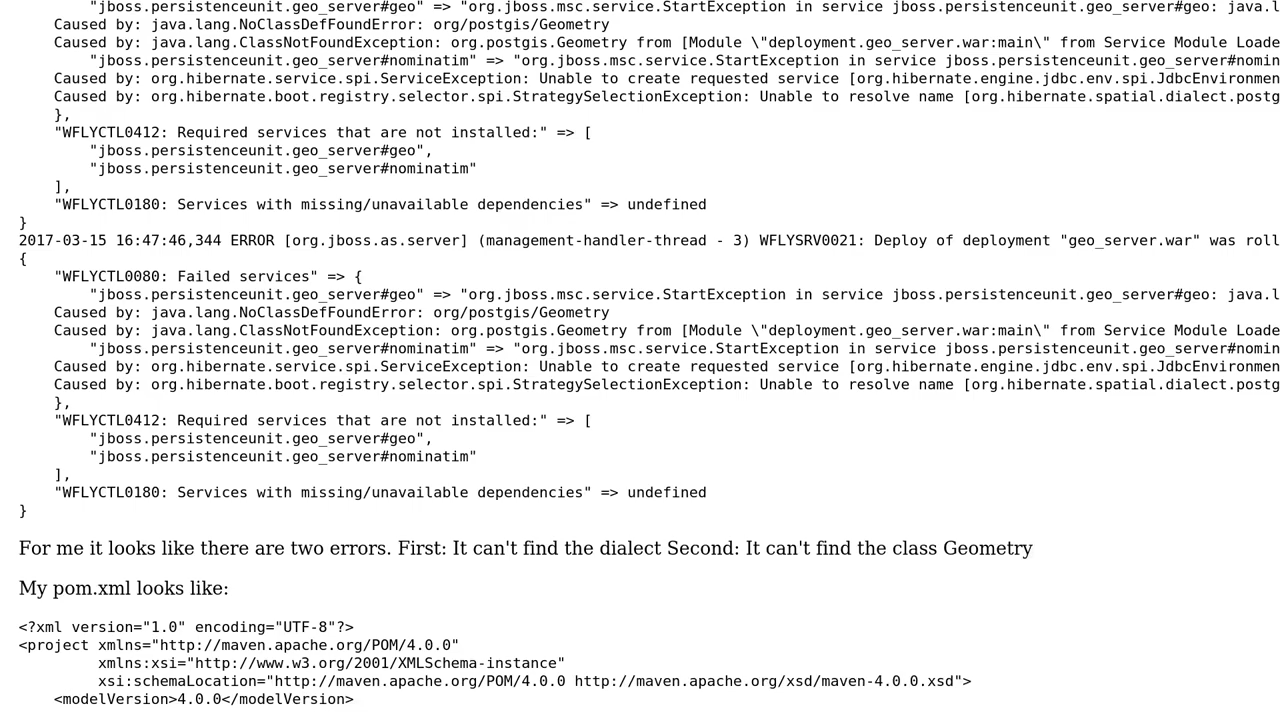 "jboss.persistenceunit.geo_server#geo" => "org.jboss.msc.service.StartException in service jboss.persistenceunit.geo_server#geo: java.l
Caused by: java.lang.NoClassDefFoundError: org/postgis/Geometry
Caused by: java.lang.ClassNotFoundException: org.postgis.Geometry from [Module \"deployment.geo_server.war:main\" from Service Module Loade
"jboss.persistenceunit.geo_server#nominatim" => "org.jboss.msc.service.StartException in service jboss.persistenceunit.geo_server#nomin
Caused by: org.hibernate.service.spi.ServiceException: Unable to create requested service [org.hibernate.engine.jdbc.env.spi.JdbcEnvironmen
Caused by: org.hibernate.boot.registry.selector.spi.StrategySelectionException: Unable to resolve name [org.hibernate.spatial.dialect.postg
},
"WFLYCTL0412: Required services that are not installed:" => [
"jboss.persistenceunit.geo_server#geo",
"jboss.persistenceunit.geo_server#nominatim"
],
"WFLYCTL0180: Services with missing/unavailable dependencies" => undefined
}
2017-03-15 16:47:46,344 ERROR [org.jboss.as.server] (management-handler-thread - 3) WFLYSRV0021: Deploy of deployment "geo_server.war" was roll
{
"WFLYCTL0080: Failed services" => {
"jboss.persistenceunit.geo_server#geo" => "org.jboss.msc.service.StartException in service jboss.persistenceunit.geo_server#geo: java.l
Caused by: java.lang.NoClassDefFoundError: org/postgis/Geometry
Caused by: java.lang.ClassNotFoundException: org.postgis.Geometry from [Module \"deployment.geo_server.war:main\" from Service Module Loade
"jboss.persistenceunit.geo_server#nominatim" => "org.jboss.msc.service.StartException in service jboss.persistenceunit.geo_server#nomin
Caused by: org.hibernate.service.spi.ServiceException: Unable to create requested service [org.hibernate.engine.jdbc.env.spi.JdbcEnvironmen
Caused by: org.hibernate.boot.registry.selector.spi.StrategySelectionException: Unable to resolve name [org.hibernate.spatial.dialect.postg
},
"WFLYCTL0412: Required services that are not installed:" => [
"jboss.persistenceunit.geo_server#geo",
"jboss.persistenceunit.geo_server#nominatim"
],
"WFLYCTL0180: Services with missing/unavailable dependencies" => undefined
}
For me it looks like there are two errors. First: It can't find the dialect Second: It can't find the class Geometry
My pom.xml looks like:
<?xml version="1.0" encoding="UTF-8"?>
<project xmlns="http://maven.apache.org/POM/4.0.0"
xmlns:xsi="http://www.w3.org/2001/XMLSchema-instance"
xsi:schemaLocation="http://maven.apache.org/POM/4.0.0 http://maven.apache.org/xsd/maven-4.0.0.xsd">
<modelVersion>4.0.0</modelVersion>